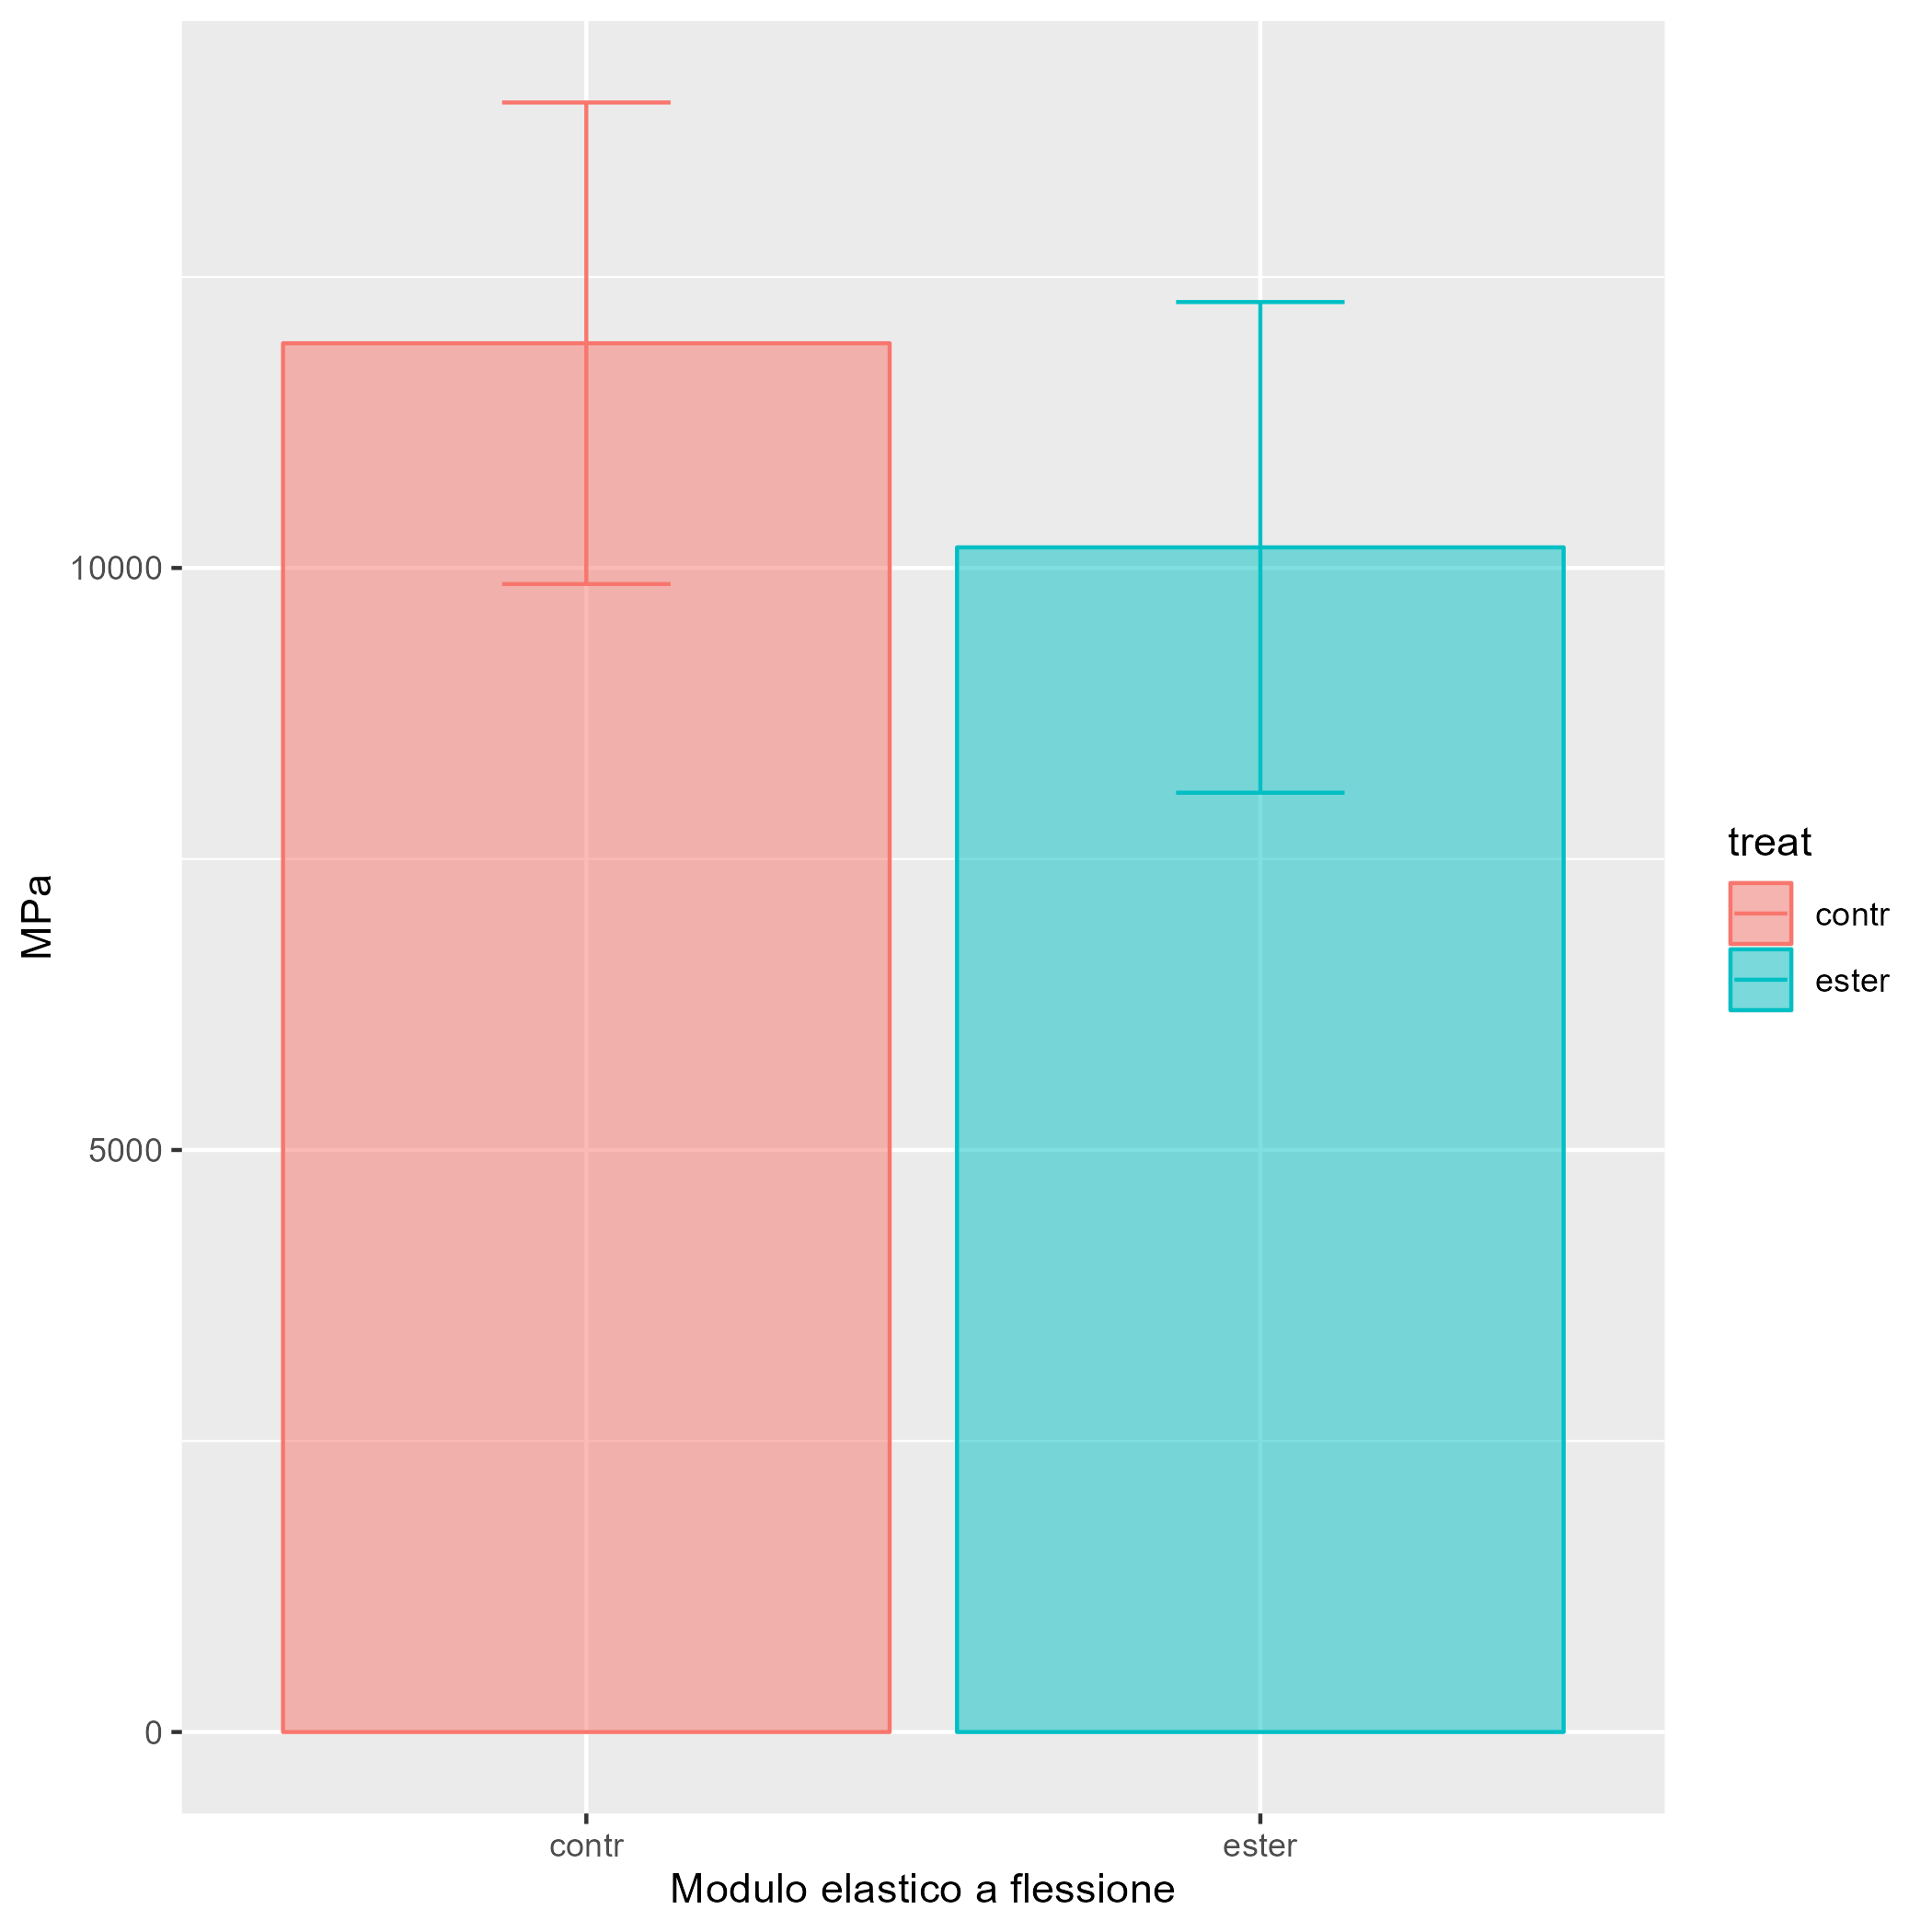 MPa
10000
5000
0
contr
ester
Modulo elastico a flessione
treat
contr
ester